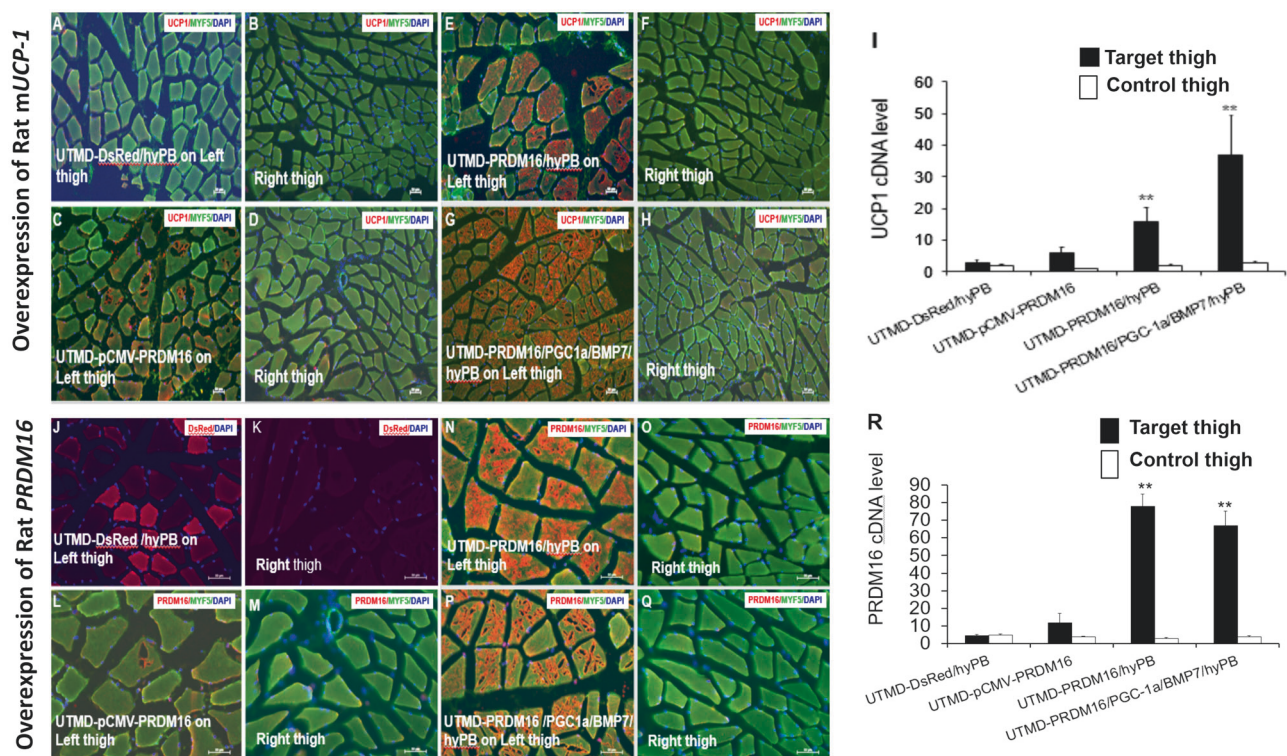 Overexpression of Rat mUCP-1
A
UCP1/MYF5/DAPI
UTMD-DsRed/hyPB on Left
thigh
B
UCP1/MYF5/DAPI
Right thigh
E
UCP1/MYF5/DAPI
UTMD-PRDM16/hyPB on
Left thigh
F
UCP1/MYF5/DAPI
Right thigh
C
UCP1/MYF5/DAPI
UTMD-pCMV-PRDM16 on
Left thigh
D
UCP1/MYF5/DAPI
Right thigh
G
UCP1/MYF5/DAPI
UTMD-PRDM16/PGC1a/BMP7/
hyPB on Left thigh
H
UCP1/MYF5/DAPI
Right thigh
I
Target thigh
Control thigh
UCP1 cDNA level
60
50
40
30
20
10
0
**
**
UTMD-DsRed/hyPB
UTMD-pCMV-PRDM16
UTMD-PRDM16/hyPB
UTMD-PRDM16/PGC-1a/BMP7/hyPB
Overexpression of Rat PRDM16
J
DsRed/DAPI
UTMD-DsRed /hyPB on
Left thigh
K
DsRed/DAPI
Right thigh
N
PRDM16/MYF5/DAPI
UTMD-PRDM16/hyPB on
Left thigh
O
PRDM16/MYF5/DAPI
Right thigh
L
PRDM16/MYF5/DAPI
UTMD-pCMV-PRDM16 on
Left thigh
M
PRDM16/MYF5/DAPI
Right thigh
P
PRDM16/MYF5/DAPI
UTMD-PRDM16 /PGC1a/BMP7/
hyPB on Left thigh
Q
PRDM16/MYF5/DAPI
Right thigh
R
Target thigh
Control thigh
PRDM16 cDNA level
90
80
70
60
50
40
30
20
10
0
**
**
UTMD-DsRed/hyPB
UTMD-pCMV-PRDM16
UTMD-PRDM16/hyPB
UTMD-PRDM16/PGC-1a/BMP7/hyPB